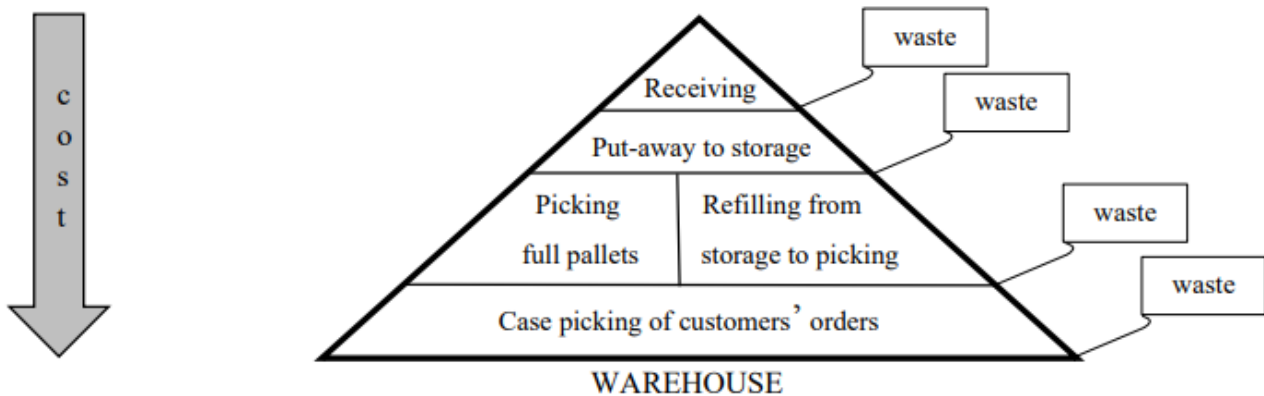 cost
waste
Receiving
waste
Put-away to storage
Picking
full pallets
Refilling from
storage to picking
waste
Case picking of customers’ orders
waste
WAREHOUSE